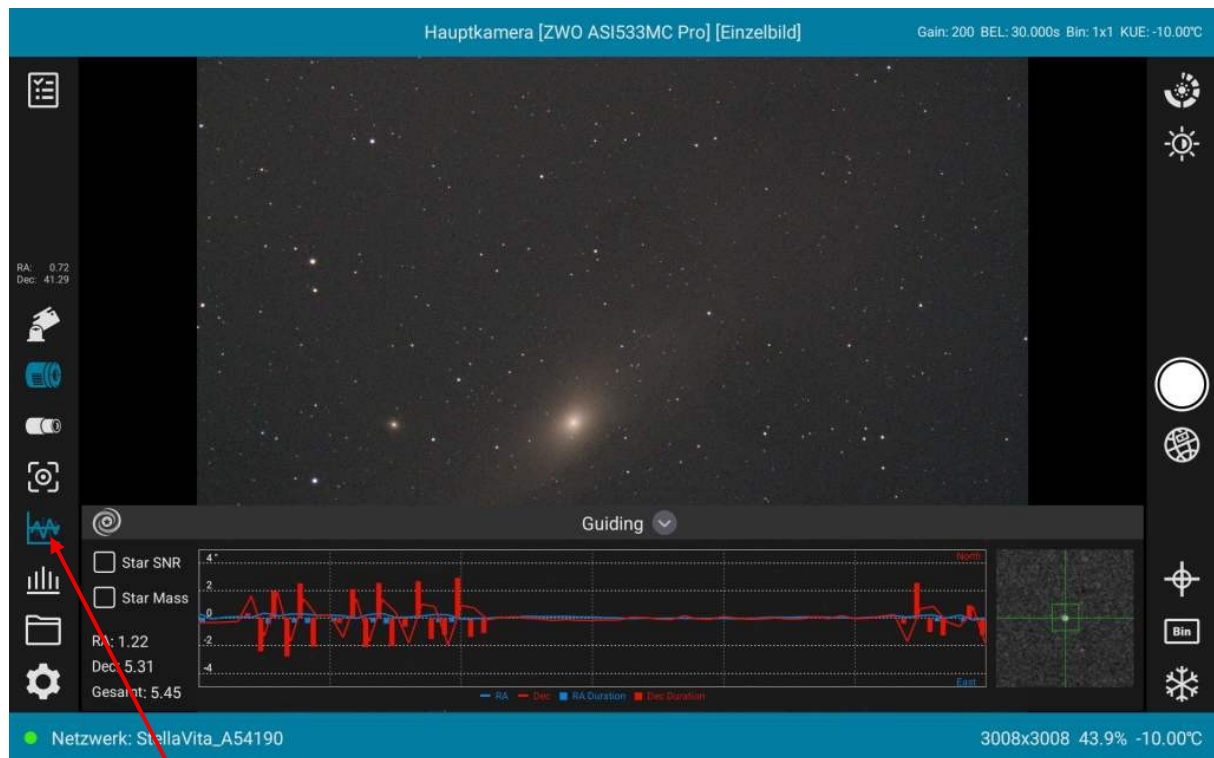 Hauptkamera [ZWO ASI533MC Pro] [Einzelbild]
Gain: 200 BEL: 30.000s Bin: 1x1 KUE: -10.00°C
RA: 0.72
Dec: 41.29
Guiding
Star SNR
Star Mass
RA: 1.22
Dec: 5.31
Gesamt: 5.45
4"
2
0
-2
-4
North
East
RA Dec RA Duration Dec Duration
Bin
Netzwerk: StellaVita_A54190
3008x3008 43.9% -10.00°C